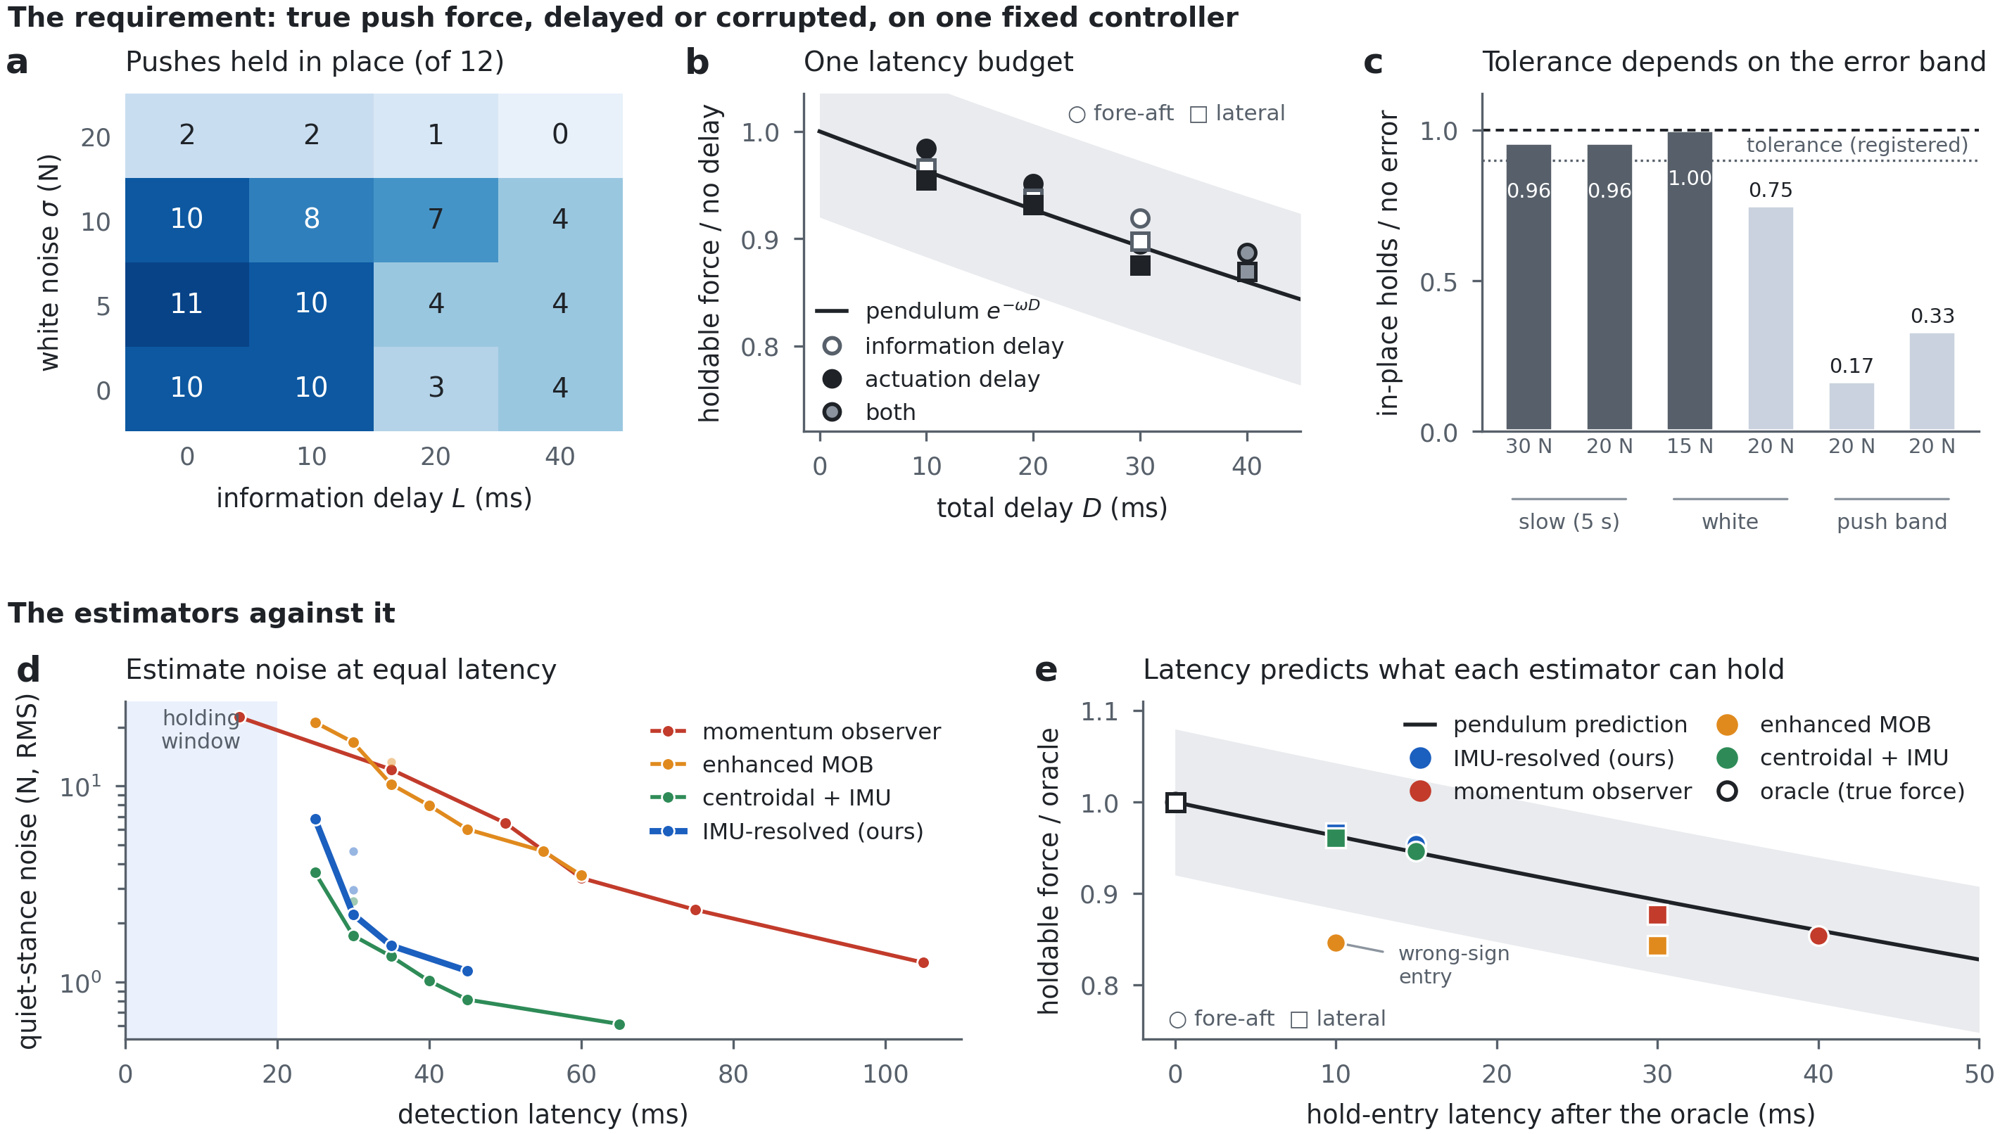 The requirement: true push force, delayed or corrupted, on one fixed controller
a
Pushes held in place (of 12)
white noise σ (N)
20
2
2
1
0
10
10
8
7
4
5
11
10
4
4
0
10
10
3
4
0
10
20
40
information delay L (ms)
b
One latency budget
holdable force / no delay
1.0
0.9
0.8
○ fore-aft □ lateral
pendulum e^{−ωD}
information delay
actuation delay
both
0
10
20
30
40
total delay D (ms)
c
Tolerance depends on the error band
in-place holds / no error
1.0
0.5
0.0
tolerance (registered)
0.96
0.96
1.00
0.75
0.17
0.33
30 N
20 N
15 N
20 N
20 N
20 N
slow (5 s)
white
push band
The estimators against it
d
Estimate noise at equal latency
quiet-stance noise (N, RMS)
10¹
10⁰
holding
window
momentum observer
enhanced MOB
centroidal + IMU
IMU-resolved (ours)
0
20
40
60
80
100
detection latency (ms)
e
Latency predicts what each estimator can hold
holdable force / oracle
1.1
1.0
0.9
0.8
pendulum prediction
IMU-resolved (ours)
momentum observer
enhanced MOB
centroidal + IMU
oracle (true force)
wrong-sign
entry
○ fore-aft □ lateral
0
10
20
30
40
50
hold-entry latency after the oracle (ms)